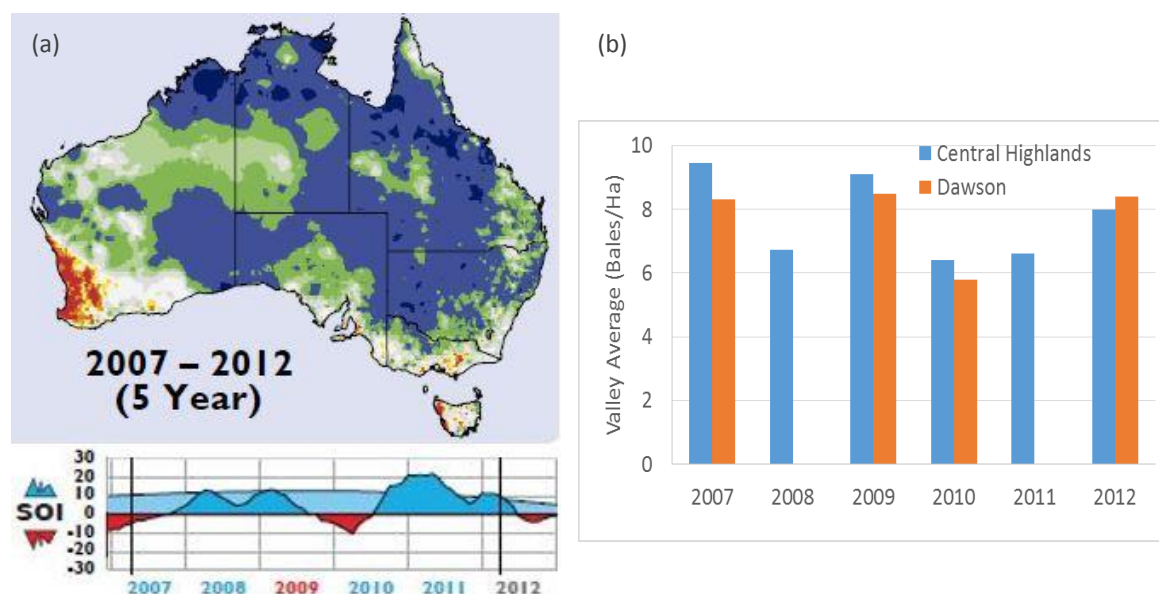 (a)
2007 – 2012
(5 Year)
30
20
10
SOI
0
-10
-20
-30
2007 2008 2009 2010 2011 2012
(b)
Valley Average (Bales/Ha)
10
8
6
4
2
0
Central Highlands
Dawson
2007 2008 2009 2010 2011 2012